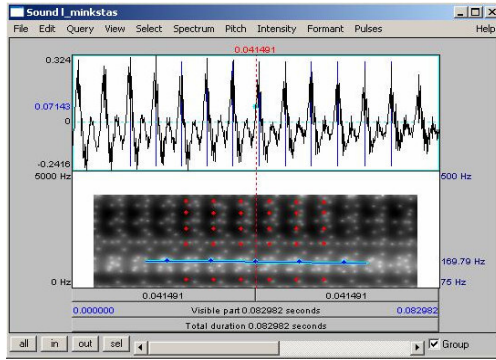 Sound l_minkstas
File Edit Query View Select Spectrum Pitch Intensity Formant Pulses Help
0.041491
0.324
0.07143
0
-0.2416
5000 Hz 500 Hz
169.79 Hz
0 Hz 75 Hz
0.041491 0.041491
0.000000 Visible part 0.082982 seconds 0.082982
Total duration 0.082982 seconds
all in out sel Group